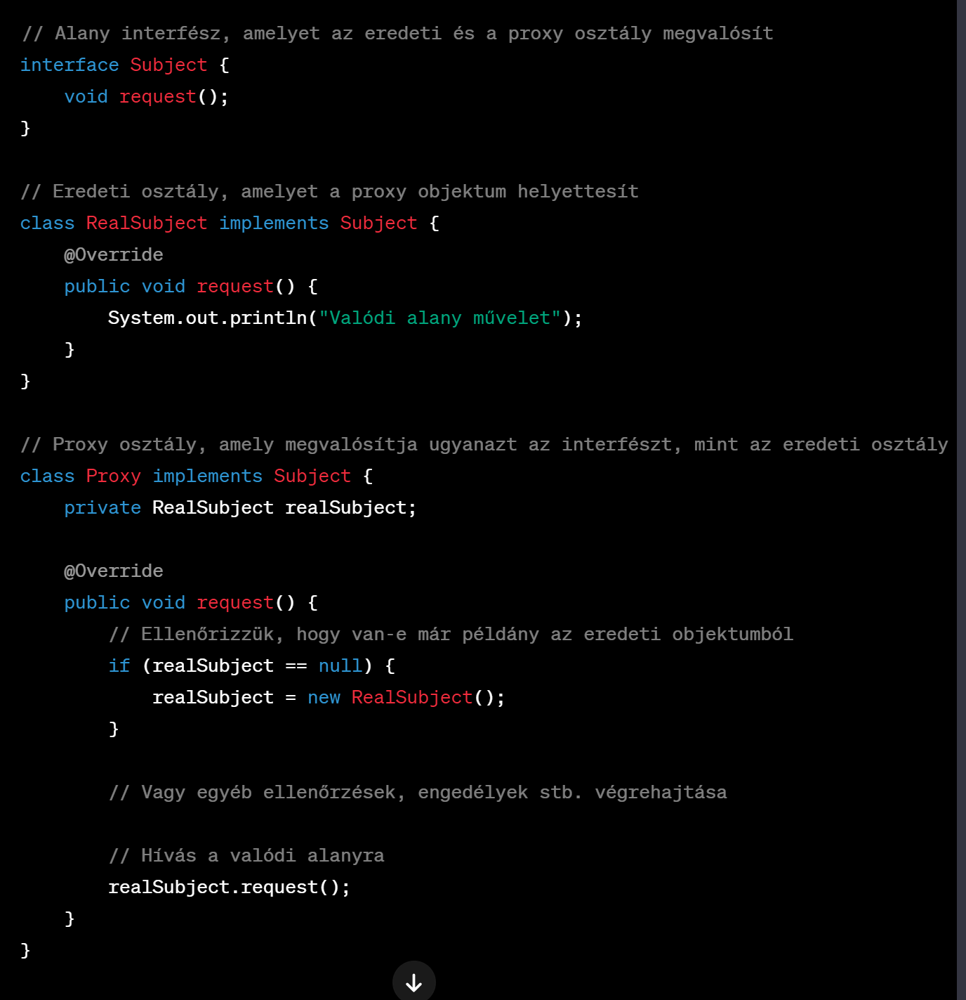 // Alany interfész, amelyet az eredeti és a proxy osztály megvalósít
interface Subject {
    void request();
}

// Eredeti osztály, amelyet a proxy objektum helyettesít
class RealSubject implements Subject {
    @Override
    public void request() {
        System.out.println("Valódi alany művelet");
    }
}

// Proxy osztály, amely megvalósítja ugyanazt az interfészt, mint az eredeti osztály
class Proxy implements Subject {
    private RealSubject realSubject;

    @Override
    public void request() {
        // Ellenőrizzük, hogy van-e már példány az eredeti objektumból
        if (realSubject == null) {
            realSubject = new RealSubject();
        }

        // Vagy egyéb ellenőrzések, engedélyek stb. végrehajtása

        // Hívás a valódi alanyra
        realSubject.request();
    }
}